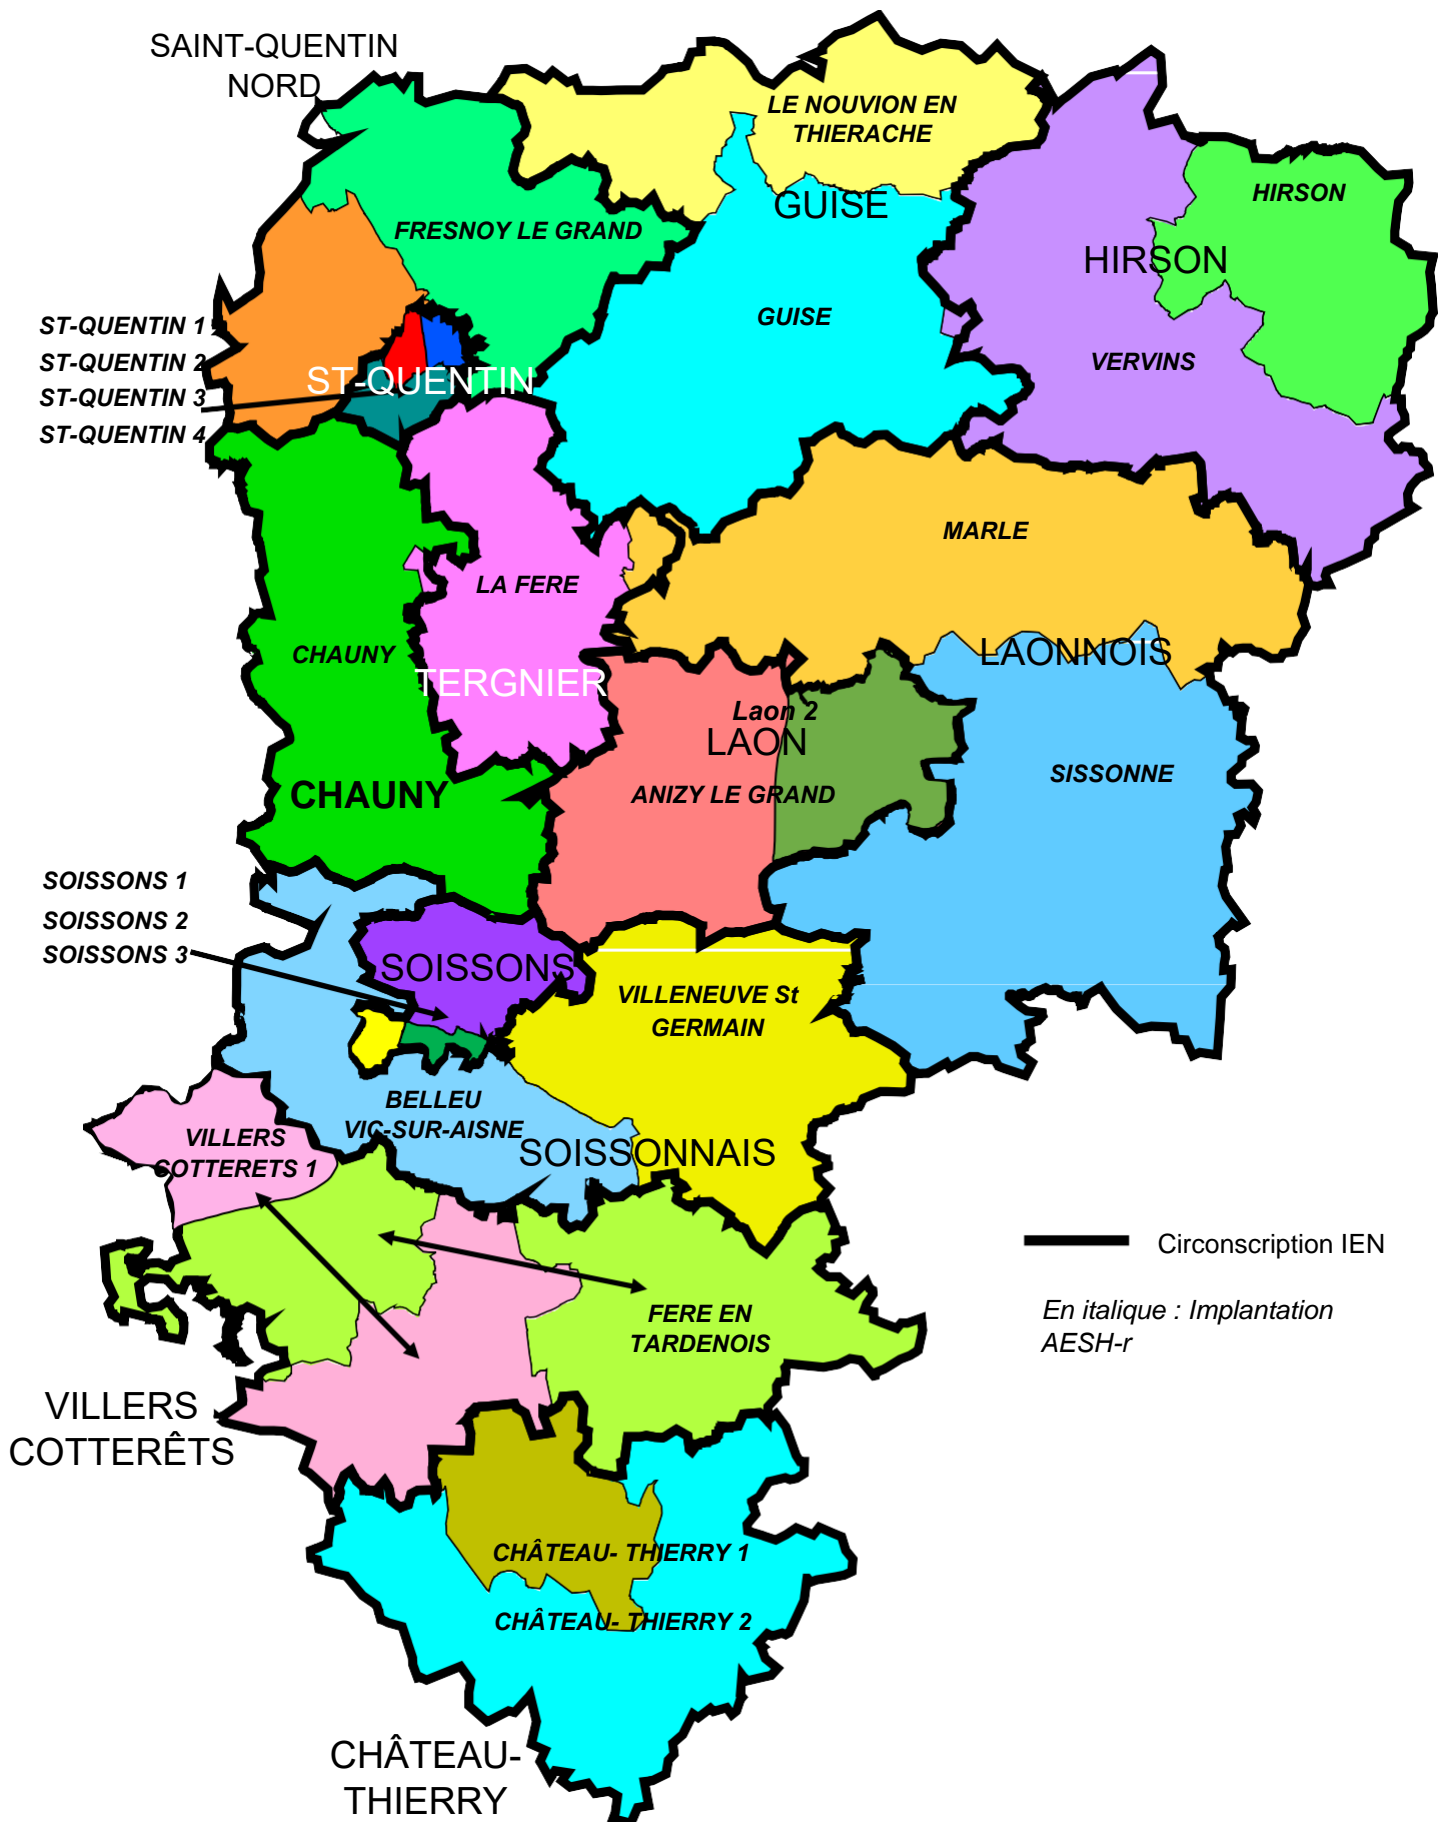 SAINT-QUENTIN
NORD
LE NOUVION EN
THIERACHE
HIRSON
GUISE
FRESNOY LE GRAND
HIRSON
GUISE
VERVINS
ST-QUENTIN 1
ST-QUENTIN 2
ST-QUENTIN 3
ST-QUENTIN 4
ST-QUENTIN
MARLE
LA FERE
CHAUNY
TERGNIER
LAONNOIS
Laon 2
LAON
SISSONNE
CHAUNY
ANIZY LE GRAND
SOISSONS 1
SOISSONS 2
SOISSONS 3
SOISSONS
VILLENEUVE St
GERMAIN
BELLEU
VIC-SUR-AISNE
VILLERS
COTTERETS 1
SOISSONNAIS
Circonscription IEN
En italique : Implantation
AESH-r
FERE EN
TARDENOIS
VILLERS
COTTERÊTS
CHÂTEAU- THIERRY 1
CHÂTEAU- THIERRY 2
CHÂTEAU-
THIERRY